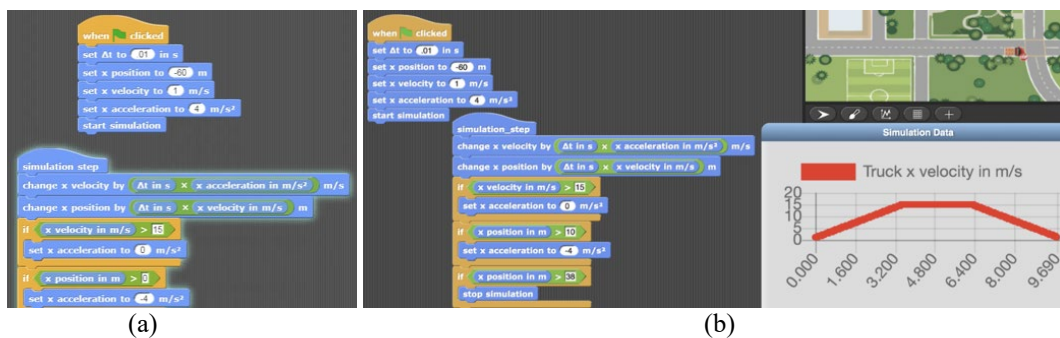 when clicked
set Δt to .01 in s
set x position to -60 m
set x velocity to 1 m/s
set x acceleration to 4 m/s²
start simulation
simulation step
change x velocity by Δt in s × x acceleration in m/s² m/s
change x position by Δt in s × x velocity in m/s m
if x velocity in m/s > 15
set x acceleration to 0 m/s²
if x position in m > 0
set x acceleration to -4 m/s²
(a)
when clicked
set Δt to .01 in s
set x position to -60 m
set x velocity to 1 m/s
set x acceleration to 4 m/s²
start simulation
simulation_step
change x velocity by Δt in s × x acceleration in m/s² m/s
change x position by Δt in s × x velocity in m/s m
if x velocity in m/s > 15
set x acceleration to 0 m/s²
if x position in m > 10
set x acceleration to -4 m/s²
if x position in m > 38
stop simulation
Simulation Data
Truck x velocity in m/s
20
15
10
5
0
0.000
1.600
3.200
4.800
6.400
8.000
9.690
(b)